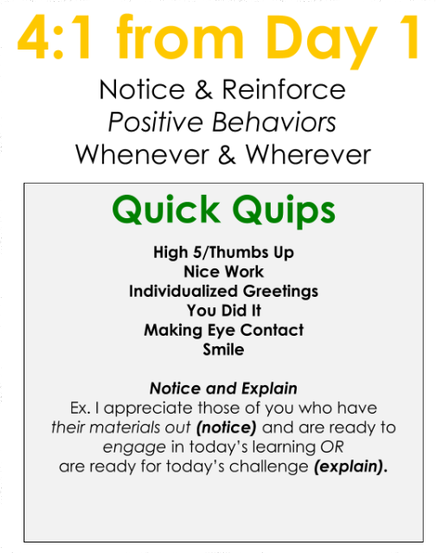 4:1 from Day 1
Notice & Reinforce
Positive Behaviors
Whenever & Wherever
Quick Quips
High 5/Thumbs Up
Nice Work
Individualized Greetings
You Did It
Making Eye Contact
Smile
Notice and Explain
Ex. I appreciate those of you who have
their materials out (notice) and are ready to
engage in today's learning OR
are ready for today's challenge (explain).